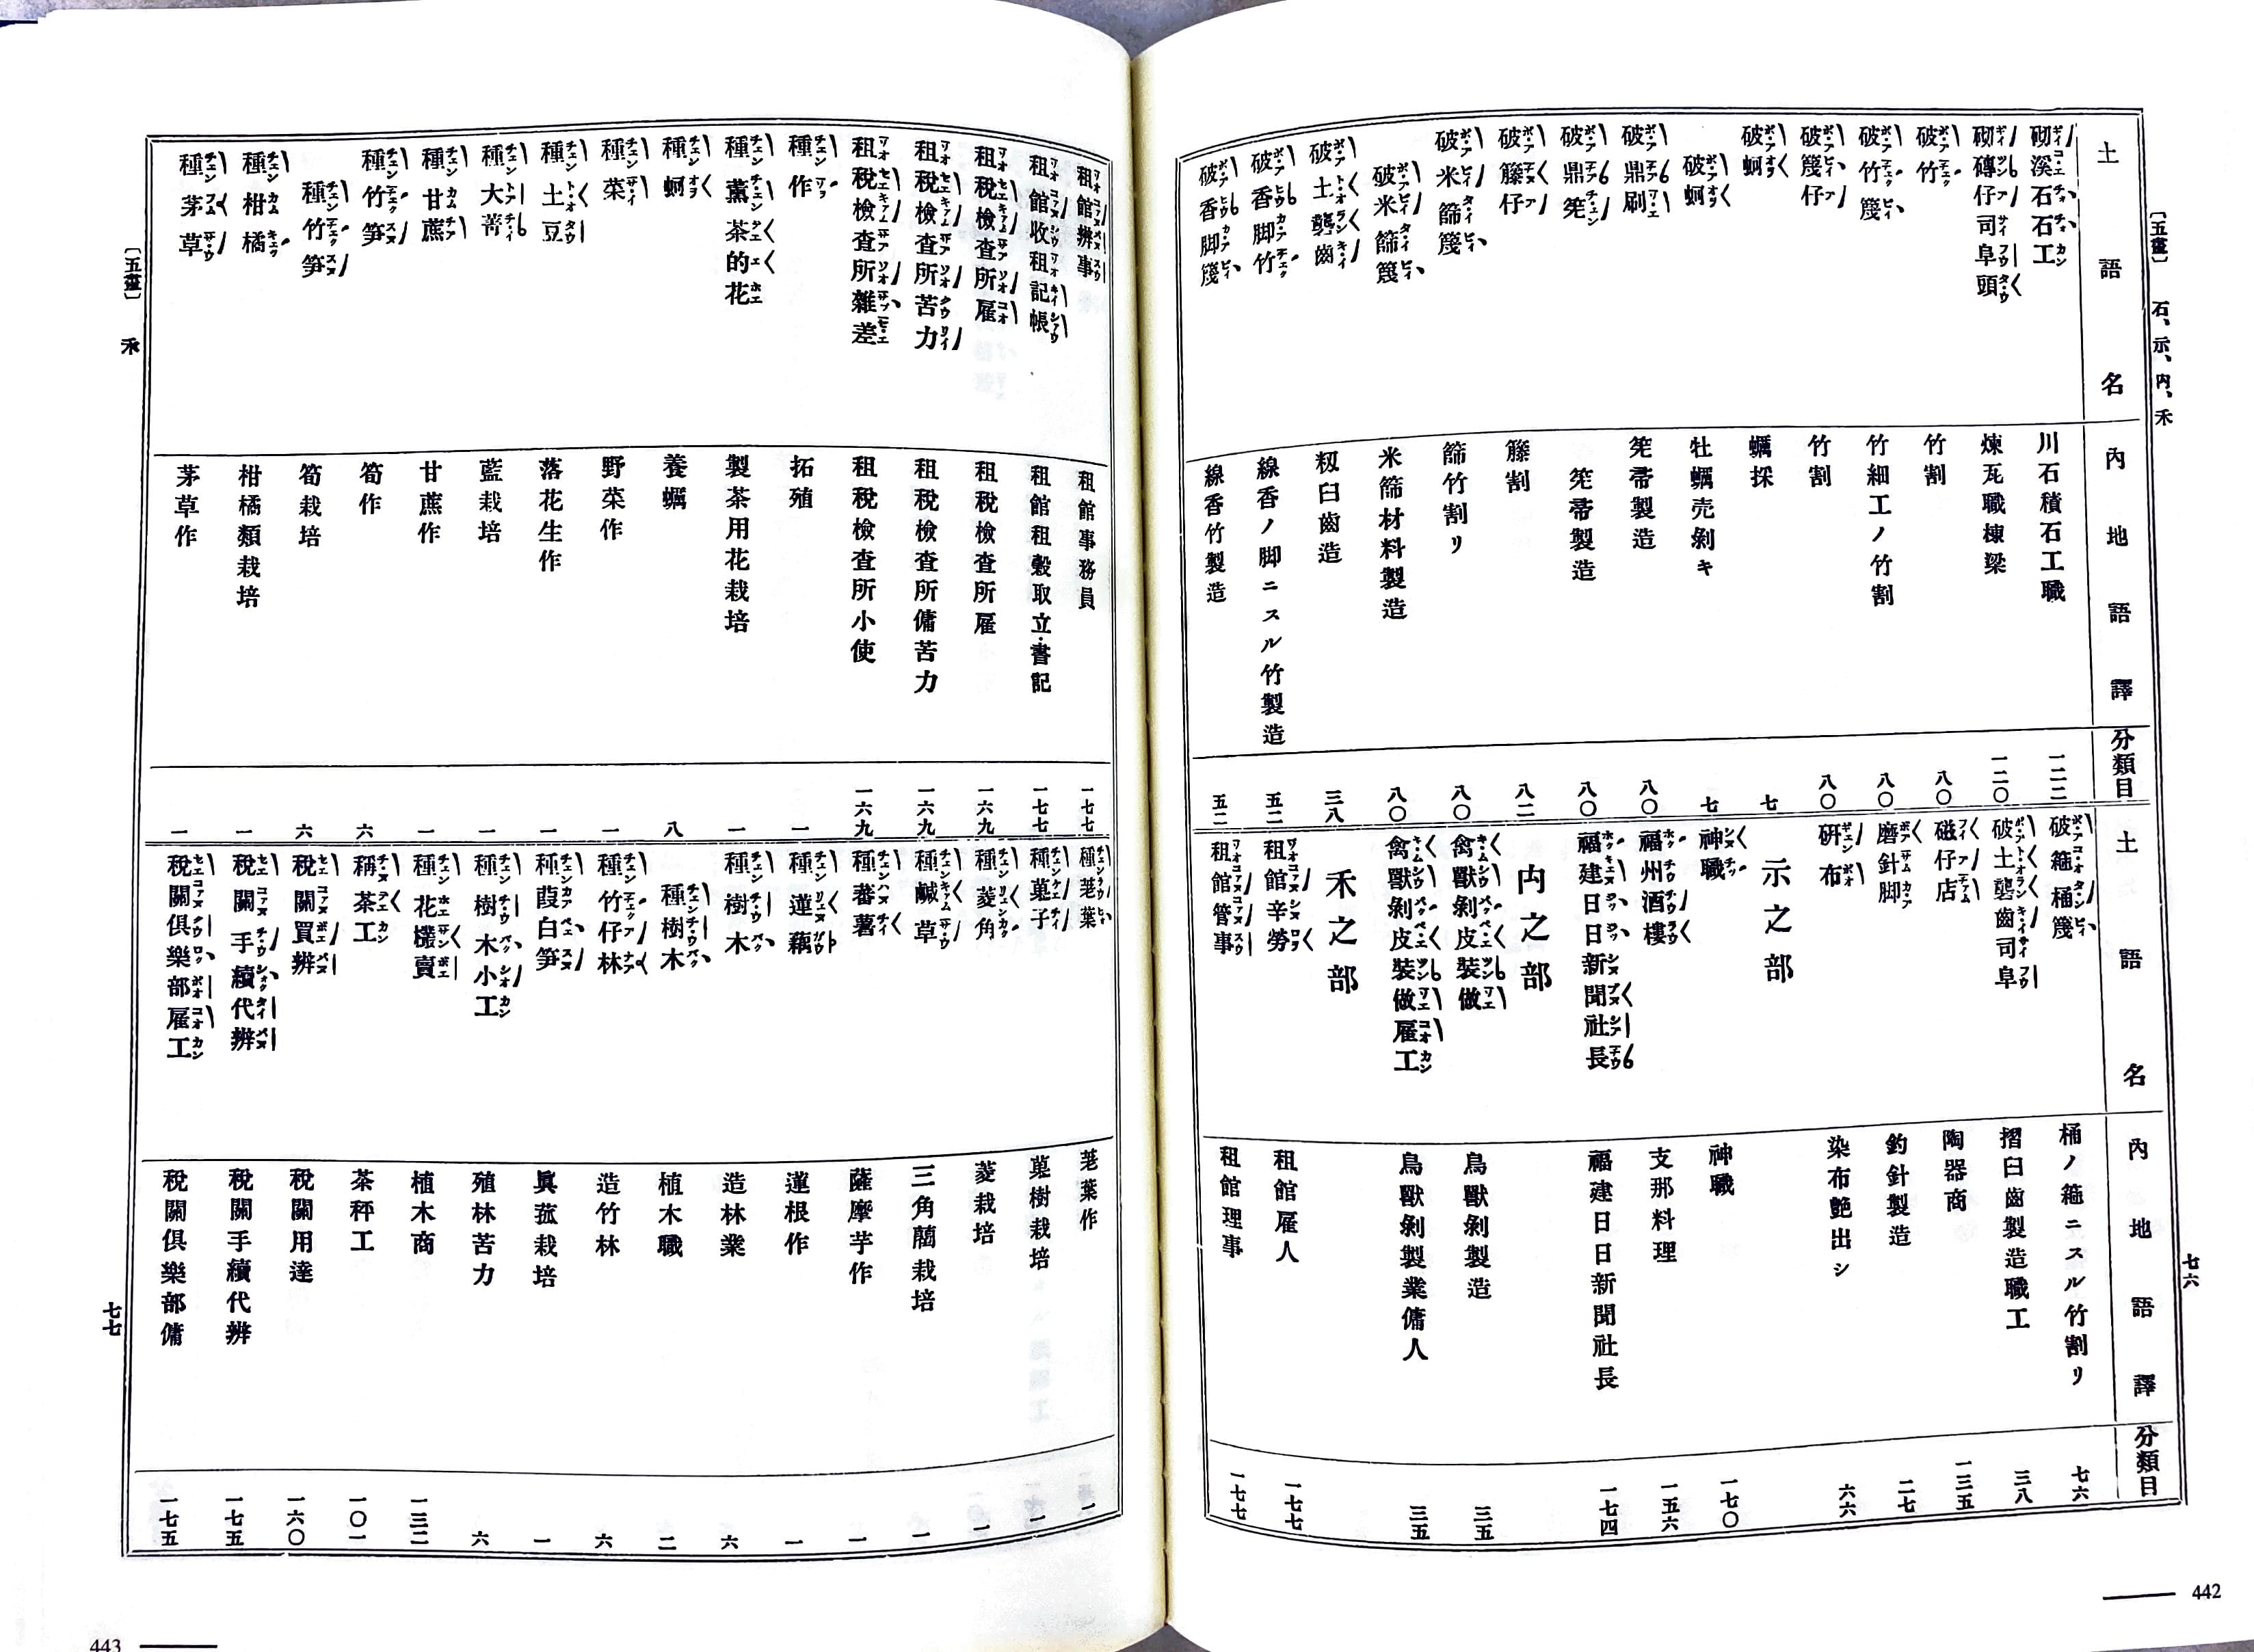 〔五畫〕 石、示、内、禾
七六
土語名
內地語譯
分類目
砌溪石石工
川石積石工職
一二二
砌磚仔司阜頭
煉瓦職棟梁
一二〇
破竹
竹割
八〇
破竹篾
竹細工ノ竹割
八〇
破篾仔
竹割
八〇
破蚵
蠣採
七
破蚵
牡蠣売剝キ
七
破鼎刷
筅帚製造
八〇
破鼎筅
筅帚製造
八〇
破籐仔
籐割
八二
破米篩篾
篩竹割リ
八〇
破米篩篾
米篩材料製造
八〇
破土礱齒
籾臼齒造
三八
破香脚竹
線香ノ脚ニスル竹製造
五二
破香脚篾
線香竹製造
五二
土語名
內地語譯
分類目
破箍桶篾
桶ノ箍ニスル竹割リ
七六
破土礱齒司阜
摺臼齒製造職工
三八
磁仔店
陶器商
一三五
磨針脚
釣針製造
二七
研布
染布艶出シ
六六
示之部
神職
神職
一七〇
福州酒樓
支那料理
一五六
福建日日新聞社長
福建日日新聞社長
一七四
内之部
禽獸剝皮裝做
鳥獸剝製造
三五
禽獸剝皮裝做雇工
鳥獸剝製業傭人
三五
禾之部
租館辛勞
租館雇人
一七七
租館管事
租館理事
一七七
442
租館辨事
租館事務員
一七七
租館收租記帳
租館租穀取立書記
一七七
租稅檢查所雇
租稅檢查所雇
一六九
租稅檢查所苦力
租稅檢查所傭苦力
一六九
租稅檢查所雜差
租稅檢查所小使
一六九
種作
拓殖
一
種薰茶的花
製茶用花栽培
一
種蚵
養蠣
八
種菜
野菜作
一
種土豆
落花生作
一
種大菁
藍栽培
一
種甘蔗
甘蔗作
一
種竹笋
筍作
六
種竹笋
筍栽培
六
種柑橘
柑橘類栽培
一
種茅草
茅草作
一
種荖葉
荖葉作
一
種菓子
菓樹栽培
一
種菱角
菱栽培
一
種鹹草
三角藺栽培
一
種蕃薯
薩摩芋作
一
種蓮藕
蓮根作
一
種樹木
造林業
六
種樹木
植木職
二
種竹仔林
造竹林
六
種葭白笋
眞菰栽培
一
種樹木小工
殖林苦力
六
種花欉賣
植木商
一三二
稱茶工
茶秤工
一〇一
稅關買辨
稅關用達
一六〇
稅關手續代辨
稅關手續代辨
一七五
稅關俱樂部雇工
稅關俱樂部傭
一七五
〔五畫〕 禾
七七
443